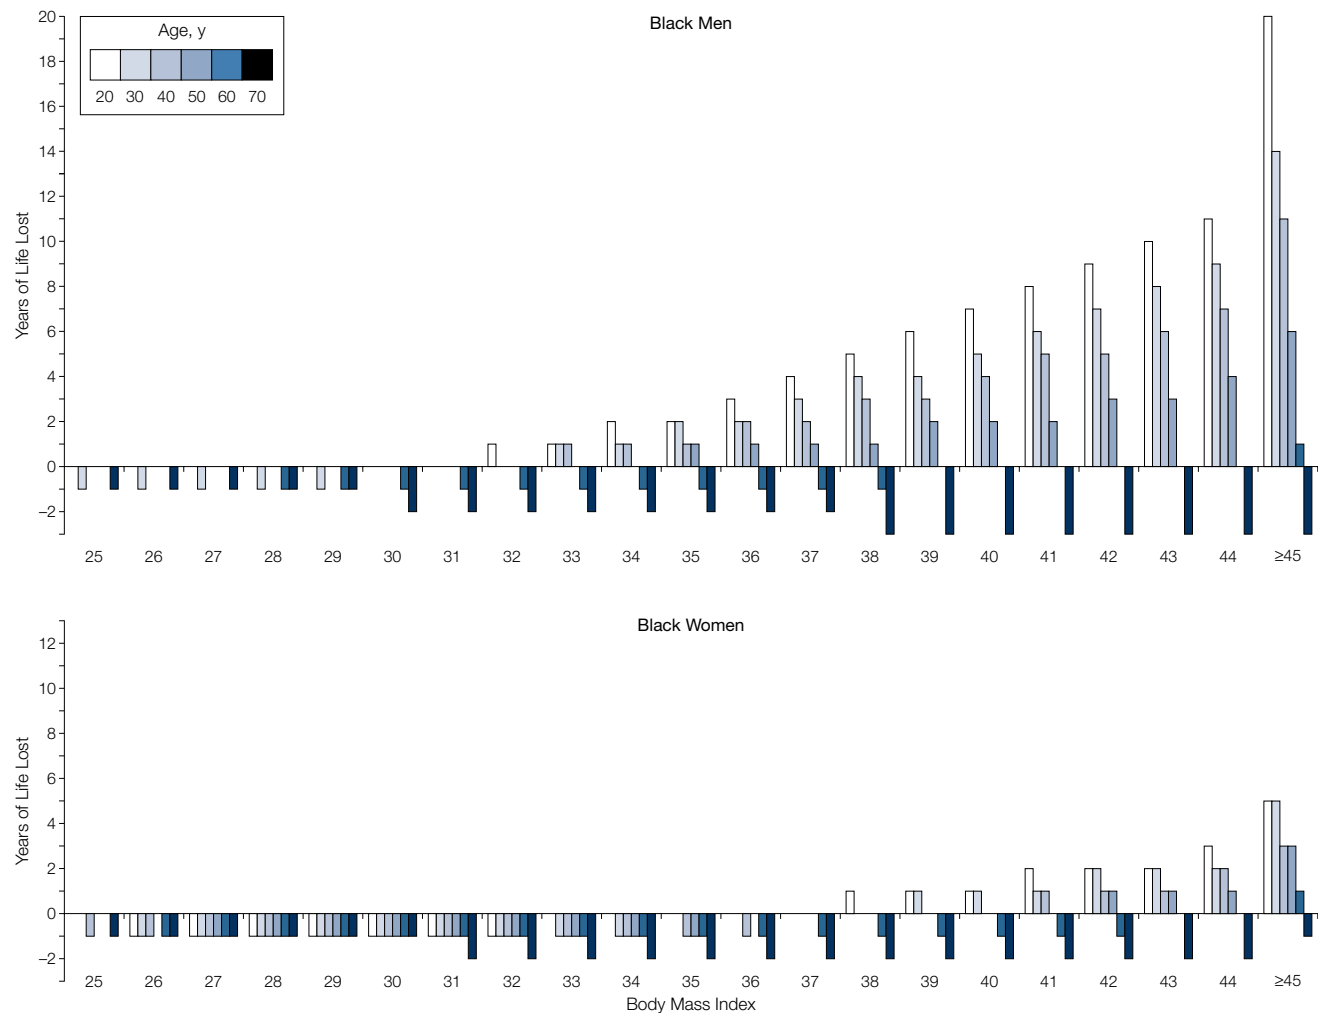 20
Black Men
Age, y
18
20 30 40 50 60 70
16
14
12
10
Years of Life Lost
8
6
4
2
0
–2
25 26 27 28 29 30 31 32 33 34 35 36 37 38 39 40 41 42 43 44 ≥45
Black Women
12
10
8
Years of Life Lost
6
4
2
0
–2
25 26 27 28 29 30 31 32 33 34 35 36 37 38 39 40 41 42 43 44 ≥45
Body Mass Index